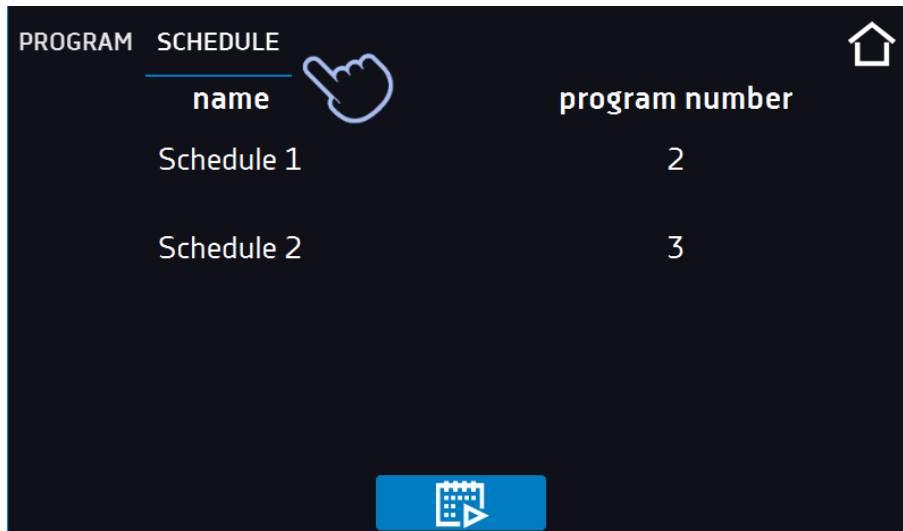 PROGRAM SCHEDULE
name program number
Schedule 1 2
Schedule 2 3